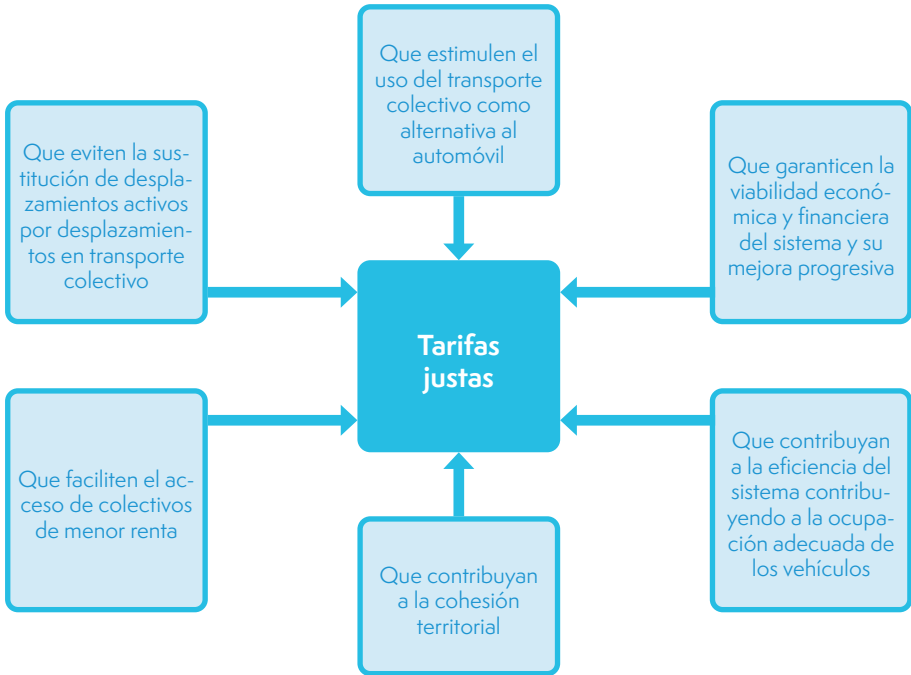 Que estimulen el
uso del transporte
colectivo como
alternativa al
automóvil
Que eviten la sus-
titución de despla-
zamientos activos
por desplazamien-
tos en transporte
colectivo
Que garanticen la
viabilidad econó-
mica y financiera
del sistema y su
mejora progresiva
Tarifas
justas
Que faciliten el ac-
ceso de colectivos
de menor renta
Que contribuyan
a la eficiencia del
sistema contribu-
yendo a la ocupa-
ción adecuada de
los vehículos
Que contribuyan
a la cohesión
territorial